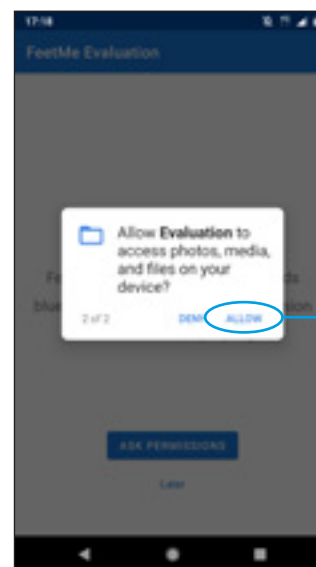 17:18
FeetMe Evaluation
Allow Evaluation to
access photos, media,
and files on your
device?
2 of 2
ALLOW
ASK PERMISSIONS
Later